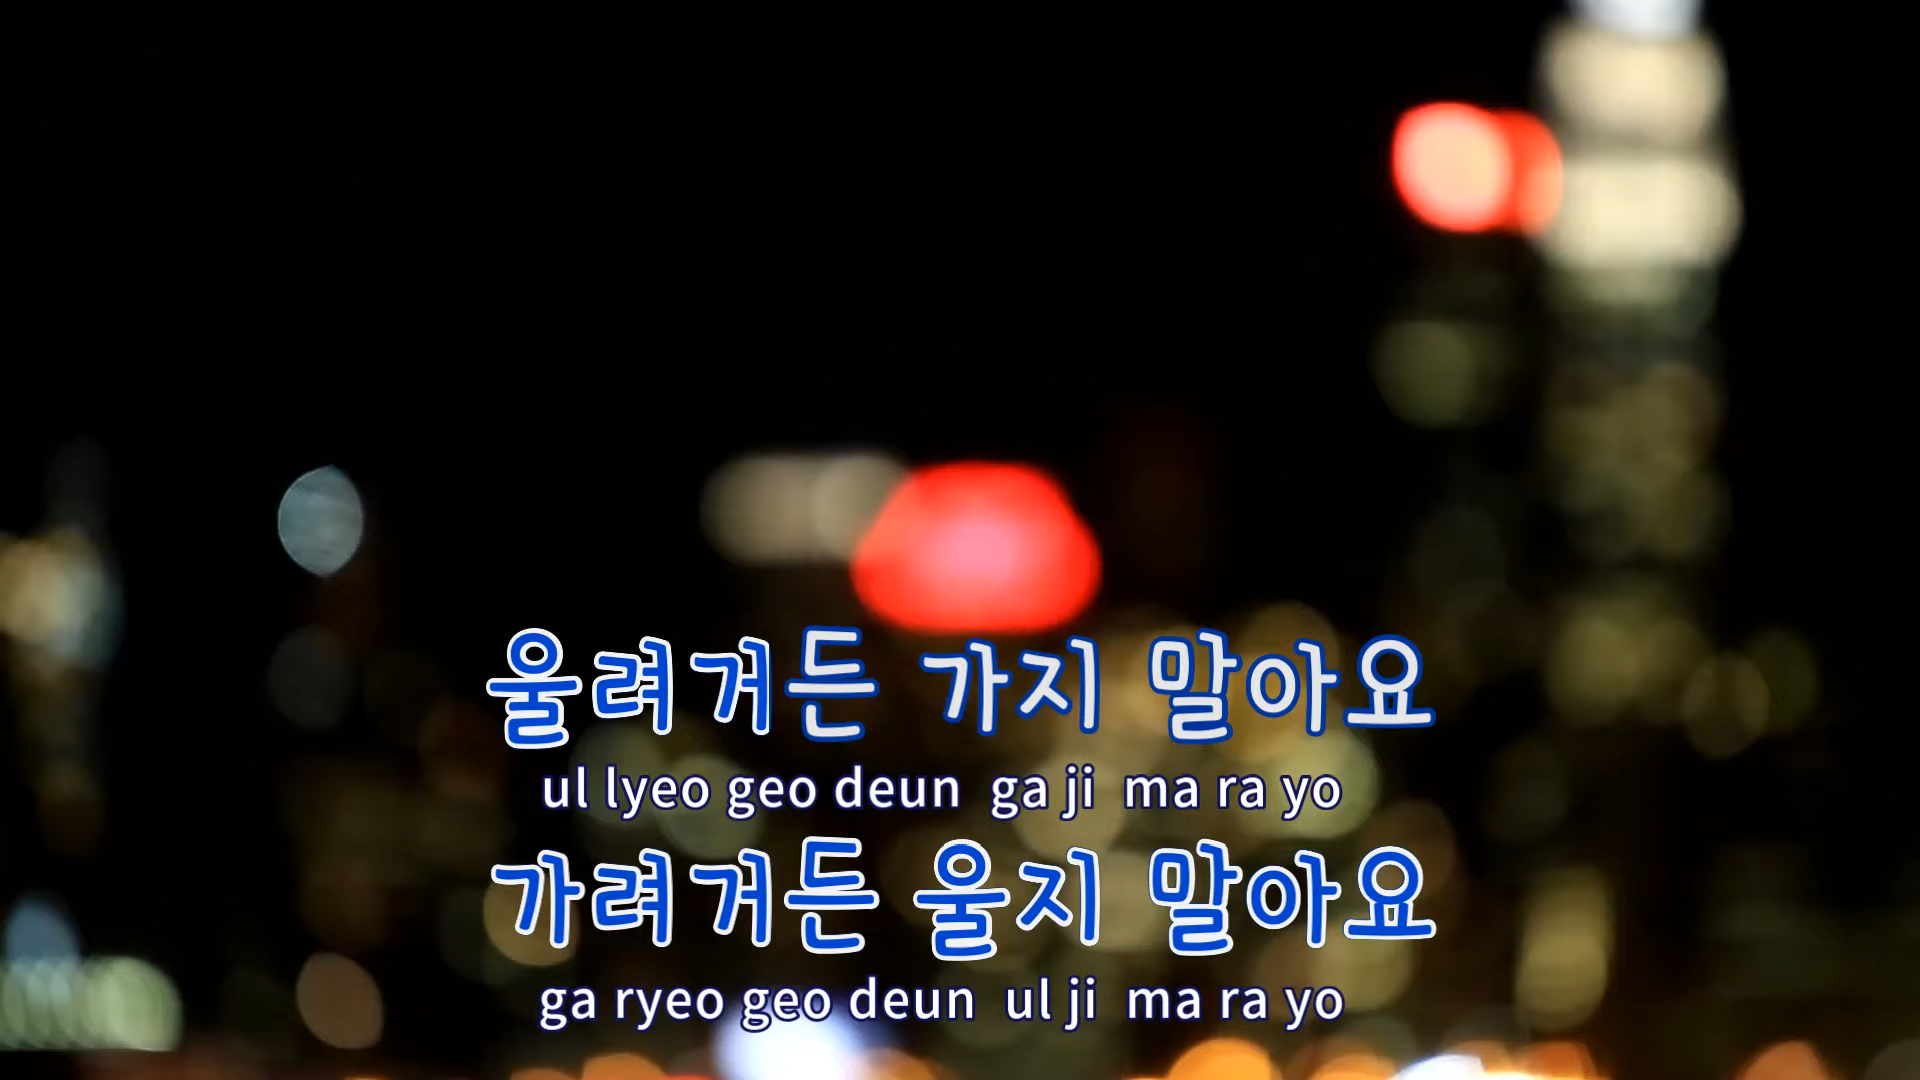 울려거든 가지 말아요
ul lyeo geo deun ga ji ma ra yo
가려거든 울지 말아요
ga ryeo geo deun ul ji ma ra yo